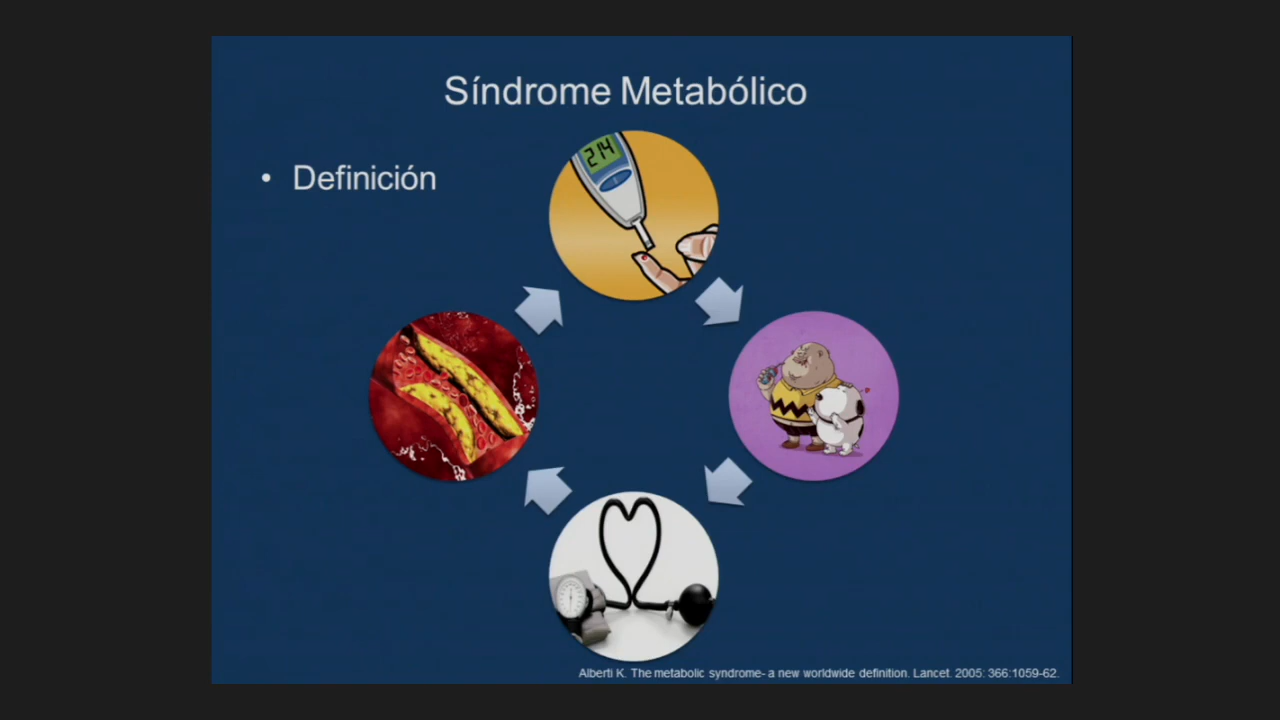 Síndrome Metabólico
• Definición
214
Alberti K. The metabolic syndrome- a new worldwide definition. Lancet. 2005: 366:1059-62.